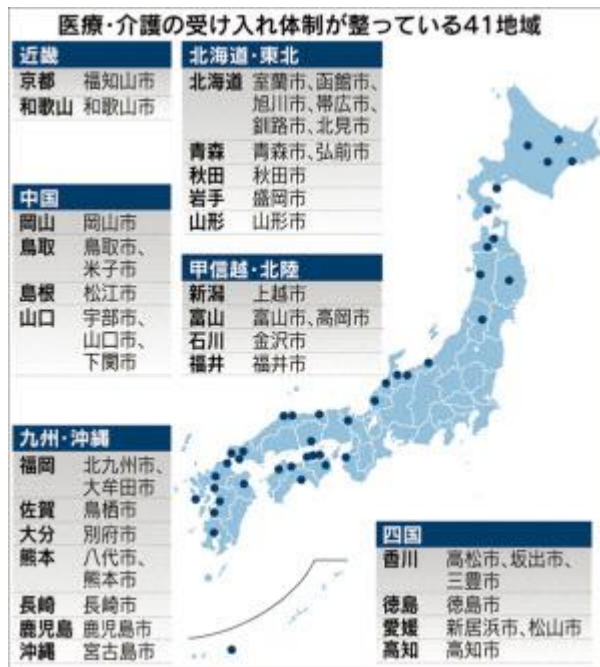 医療・介護の受け入れ体制が整っている41地域
近畿
京都 福知山市
和歌山 和歌山市
北海道・東北
北海道 室蘭市、函館市、
旭川市、帯広市、
釧路市、北見市
青森 青森市、弘前市
秋田 秋田市
岩手 盛岡市
山形 山形市
中国
岡山 岡山市
鳥取 鳥取市、
米子市
島根 松江市
山口 宇部市、
山口市、
下関市
甲信越・北陸
新潟 上越市
富山 富山市、高岡市
石川 金沢市
福井 福井市
九州・沖縄
福岡 北九州市、
大牟田市
佐賀 鳥栖市
大分 別府市
熊本 八代市、
熊本市
長崎 長崎市
鹿児島 鹿児島市
沖縄 宮古島市
四国
香川 高松市、坂出市、
三豊市
徳島 徳島市
愛媛 新居浜市、松山市
高知 高知市